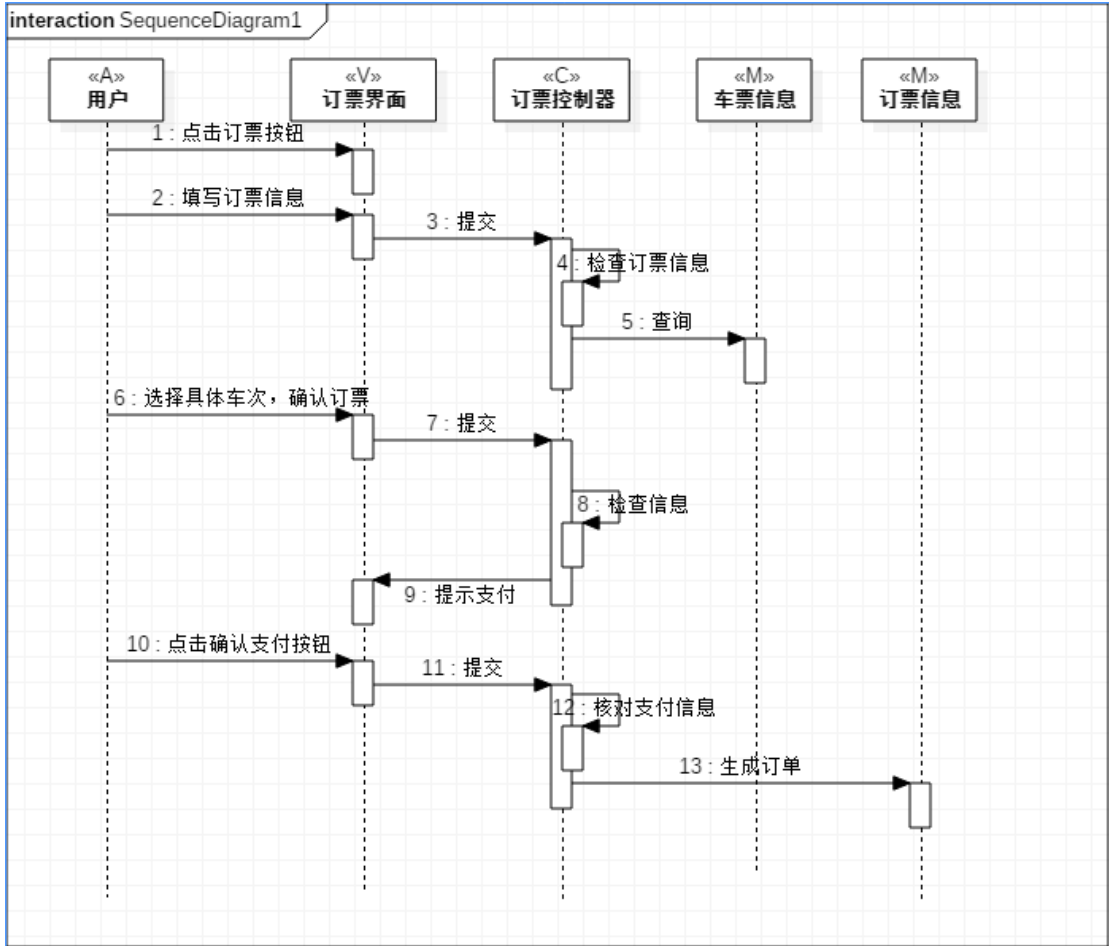 interaction SequenceDiagram1
«A»
用户
«V»
订票界面
«C»
订票控制器
«M»
车票信息
«M»
订票信息
1 : 点击订票按钮
2 : 填写订票信息
3 : 提交
4 : 检查订票信息
5 : 查询
6 : 选择具体车次，确认订票
7 : 提交
8 : 检查信息
9 : 提示支付
10 : 点击确认支付按钮
11 : 提交
12 : 核对支付信息
13 : 生成订单